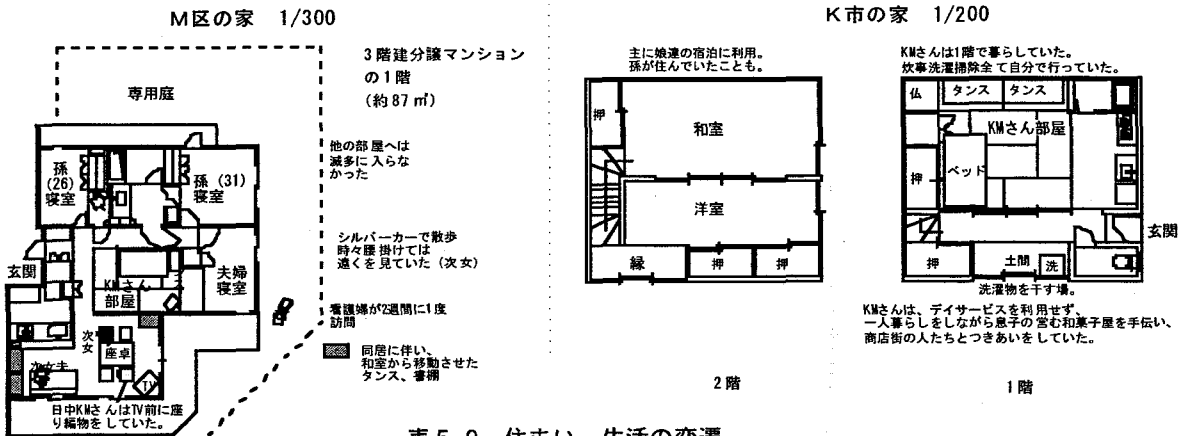 M区の家 1/300
3階建分譲マンション
の1階
(約87㎡)
専用庭
他の部屋へは
滅多に入らな
かった
孫
(26)
寝室
孫(31)
寝室
シルバーカーで散歩
時々腰掛けては
遠くを見ていた(次女)
玄関
KMさん
部屋
夫婦
寝室
看護婦が2週間に1度
訪問
次
女
座卓
次女夫
TV
同居に伴い、
和室から移動させた
タンス、書棚
日中KMさんはTV前に座
り編物をしていた。
K市の家 1/200
主に娘達の宿泊に利用。
孫が住んでいたことも。
押
和室
洋室
縁
押
押
2階
KMさんは1階で暮らしていた。
炊事洗濯掃除全て自分で行っていた。
仏
タンス
タンス
KMさん部屋
押
ベッド
玄関
押
土間
洗
洗濯物を干す場。
KMさんは、デイサービスを利用せず、
一人暮らしをしながら息子の営む和菓子屋を手伝い、
商店街の人たちとつきあいをしていた。
1階
表5-9 住まい、生活の変遷